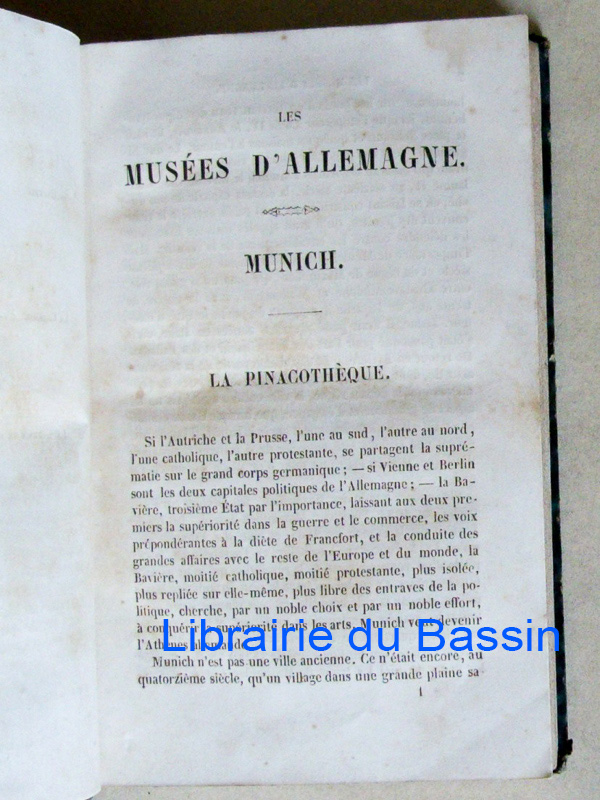 LES
MUSÉES D'ALLEMAGNE.
MUNICH.
LA PINACOTHÈQUE.
Si l'Autriche et la Prusse, l'une au sud, l'autre au nord,
l'une catholique, l'autre protestante, se partagent la supré-
matie sur le grand corps germanique; — si Vienne et Berlin
sont les deux capitales politiques de l'Allemagne; — la Ba-
vière, troisième État par l'importance, laissant aux deux pre-
miers la supériorité dans la guerre et le commerce, les voix
prépondérantes à la diète de Francfort, et la conduite des
grandes affaires avec le reste de l'Europe et du monde, la
Bavière, moitié catholique, moitié protestante, plus isolée,
plus repliée sur elle-même, plus libre des entraves de la po-
litique, cherche, par un noble choix et par un noble effort,
à conquérir la supériorité dans les arts. Munich veut devenir
l'Athènes allemande.
Librairie du Bassin
Munich n'est pas une ville ancienne. Ce n'était encore, au
quatorzième siècle, qu'un village dans une grande plaine sa-
1